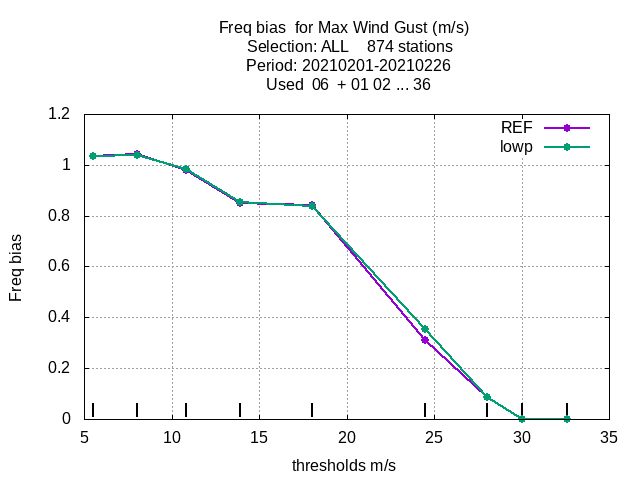 Freq bias  for Max Wind Gust (m/s)
Selection: ALL    874 stations
Period: 20210201-20210226
Used  06  + 01 02 ... 36
REF
lowp
Freq bias
1.2
1
0.8
0.6
0.4
0.2
0
5 10 15 20 25 30 35
thresholds m/s